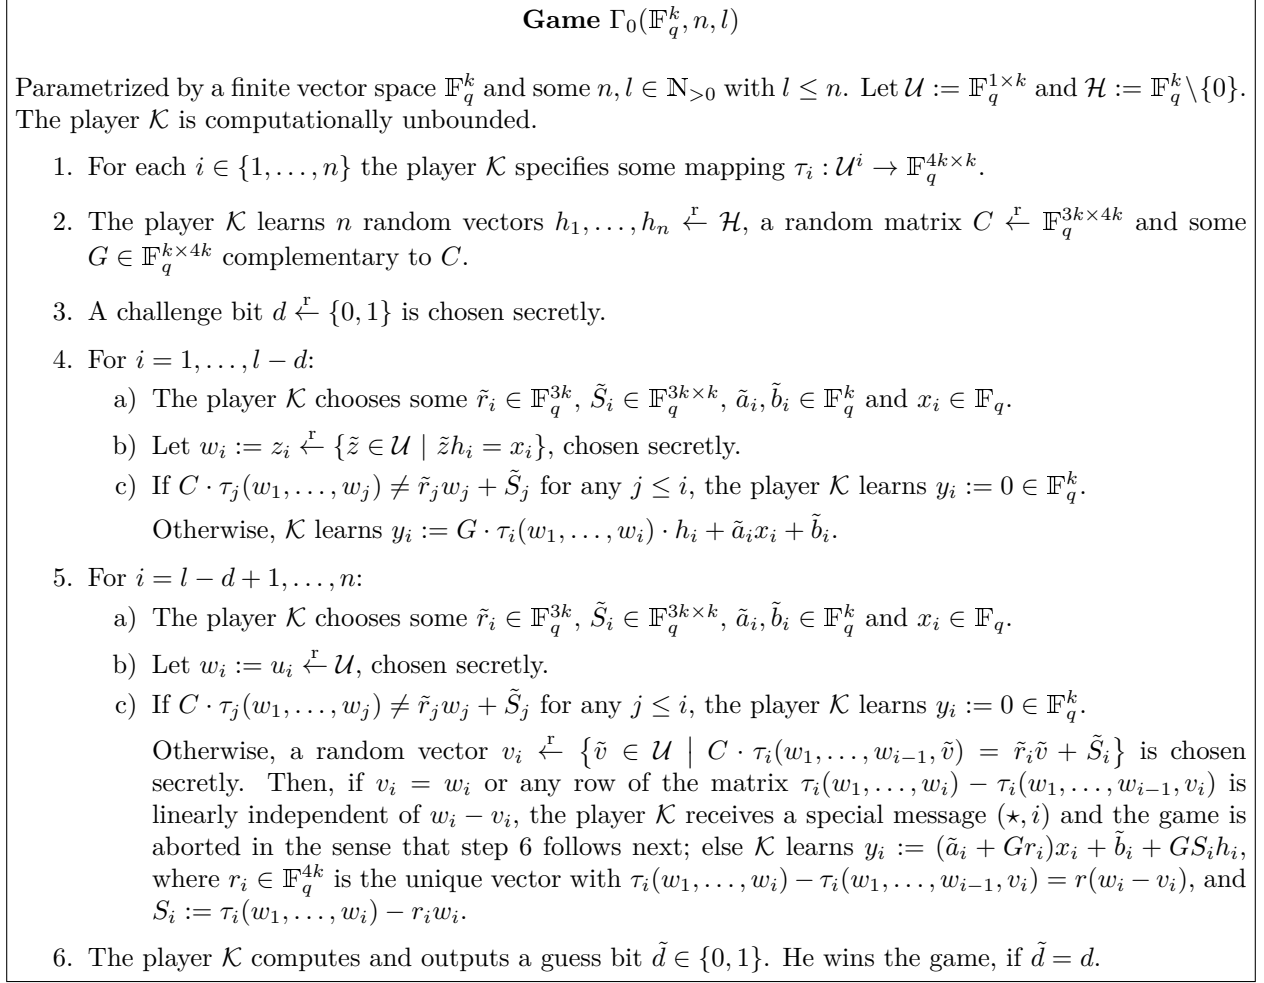 Game Γ₀(𝔽_q^k, n, l)
Parametrized by a finite vector space 𝔽_q^k and some n, l ∈ ℕ_{>0} with l ≤ n. Let 𝒰 := 𝔽_q^{1×k} and ℋ := 𝔽_q^k\{0}.
The player 𝒦 is computationally unbounded.
1. For each i ∈ {1, . . . , n} the player 𝒦 specifies some mapping τ_i : 𝒰^i → 𝔽_q^{4k×k}.
2. The player 𝒦 learns n random vectors h_1, . . . , h_n ←^r ℋ, a random matrix C ←^r 𝔽_q^{3k×4k} and some
G ∈ 𝔽_q^{k×4k} complementary to C.
3. A challenge bit d ←^r {0, 1} is chosen secretly.
4. For i = 1, . . . , l − d:
a) The player 𝒦 chooses some r̃_i ∈ 𝔽_q^{3k}, S̃_i ∈ 𝔽_q^{3k×k}, ã_i, b̃_i ∈ 𝔽_q^k and x_i ∈ 𝔽_q.
b) Let w_i := z_i ←^r {z̃ ∈ 𝒰 | z̃h_i = x_i}, chosen secretly.
c) If C · τ_j(w_1, . . . , w_j) ≠ r̃_jw_j + S̃_j for any j ≤ i, the player 𝒦 learns y_i := 0 ∈ 𝔽_q^k.
Otherwise, 𝒦 learns y_i := G · τ_i(w_1, . . . , w_i) · h_i + ã_ix_i + b̃_i.
5. For i = l − d + 1, . . . , n:
a) The player 𝒦 chooses some r̃_i ∈ 𝔽_q^{3k}, S̃_i ∈ 𝔽_q^{3k×k}, ã_i, b̃_i ∈ 𝔽_q^k and x_i ∈ 𝔽_q.
b) Let w_i := u_i ←^r 𝒰, chosen secretly.
c) If C · τ_j(w_1, . . . , w_j) ≠ r̃_jw_j + S̃_j for any j ≤ i, the player 𝒦 learns y_i := 0 ∈ 𝔽_q^k.
Otherwise, a random vector v_i ←^r {ṽ ∈ 𝒰 | C · τ_i(w_1, . . . , w_{i−1}, ṽ) = r̃_iṽ + S̃_i} is chosen
secretly. Then, if v_i = w_i or any row of the matrix τ_i(w_1, . . . , w_i) − τ_i(w_1, . . . , w_{i−1}, v_i) is
linearly independent of w_i − v_i, the player 𝒦 receives a special message (⋆, i) and the game is
aborted in the sense that step 6 follows next; else 𝒦 learns y_i := (ã_i + Gr_i)x_i + b̃_i + GS_ih_i,
where r_i ∈ 𝔽_q^{4k} is the unique vector with τ_i(w_1, . . . , w_i) − τ_i(w_1, . . . , w_{i−1}, v_i) = r(w_i − v_i), and
S_i := τ_i(w_1, . . . , w_i) − r_iw_i.
6. The player 𝒦 computes and outputs a guess bit d̃ ∈ {0, 1}. He wins the game, if d̃ = d.